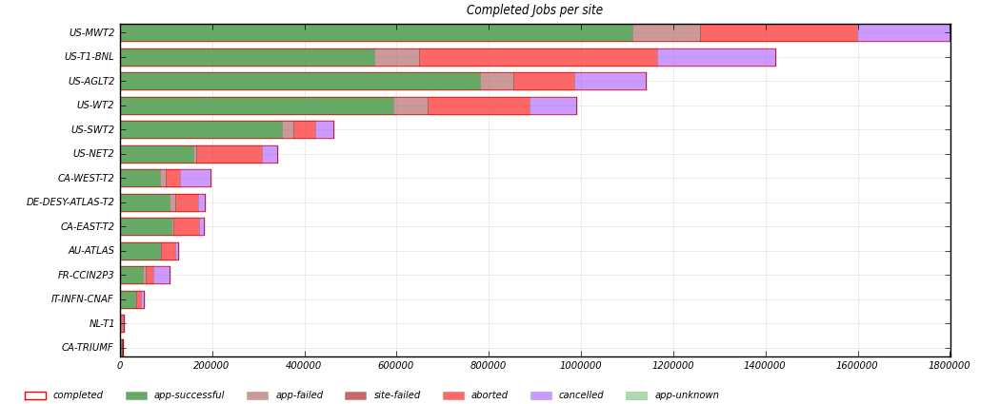 Completed Jobs per site
US-MWT2
US-T1-BNL
US-AGLT2
US-WT2
US-SWT2
US-NET2
CA-WEST-T2
DE-DESY-ATLAS-T2
CA-EAST-T2
AU-ATLAS
FR-CCIN2P3
IT-INFN-CNAF
NL-T1
CA-TRIUMF
0 200000 400000 600000 800000 1000000 1200000 1400000 1600000 1800000
completed app-successful app-failed site-failed aborted cancelled app-unknown